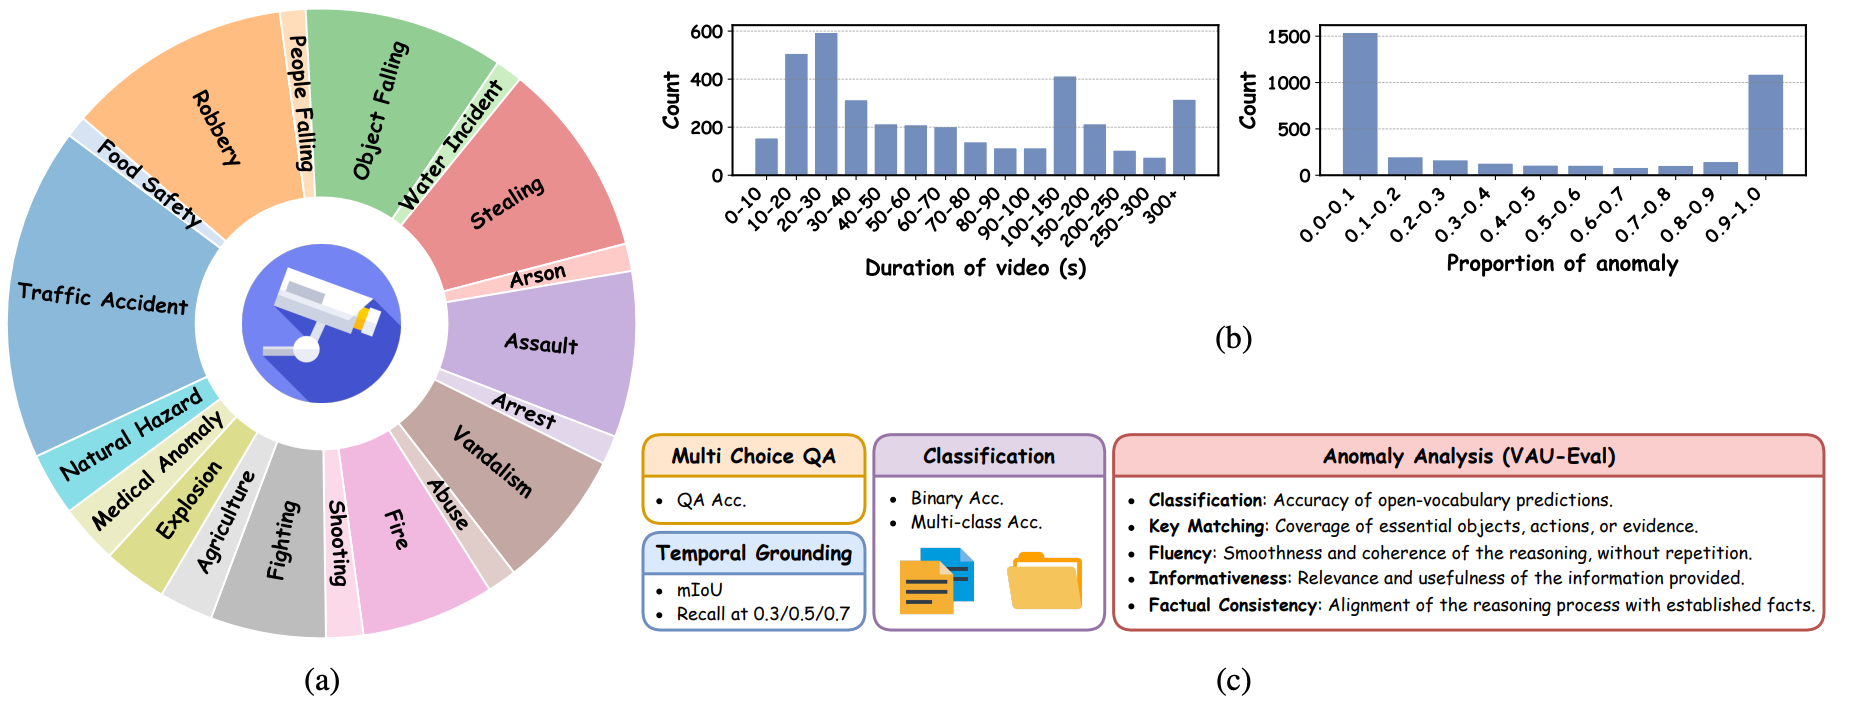 People Falling
Object Falling
Water Incident
Stealing
Arson
Assault
Arrest
Vandalism
Abuse
Fire
Shooting
Fighting
Agriculture
Explosion
Medical Anomaly
Natural Hazard
Traffic Accident
Food Safety
Robbery
(a)
600
400
200
0
Count
0-10
10-20
20-30
30-40
40-50
50-60
60-70
70-80
80-90
90-100
100-150
150-200
200-250
250-300
300+
Duration of video (s)
1500
1000
500
0
Count
0.0-0.1
0.1-0.2
0.2-0.3
0.3-0.4
0.4-0.5
0.5-0.6
0.6-0.7
0.7-0.8
0.8-0.9
0.9-1.0
Proportion of anomaly
(b)
Multi Choice QA
• QA Acc.
Temporal Grounding
• mIoU
• Recall at 0.3/0.5/0.7
Classification
• Binary Acc.
• Multi-class Acc.
Anomaly Analysis (VAU-Eval)
• Classification: Accuracy of open-vocabulary predictions.
• Key Matching: Coverage of essential objects, actions, or evidence.
• Fluency: Smoothness and coherence of the reasoning, without repetition.
• Informativeness: Relevance and usefulness of the information provided.
• Factual Consistency: Alignment of the reasoning process with established facts.
(c)